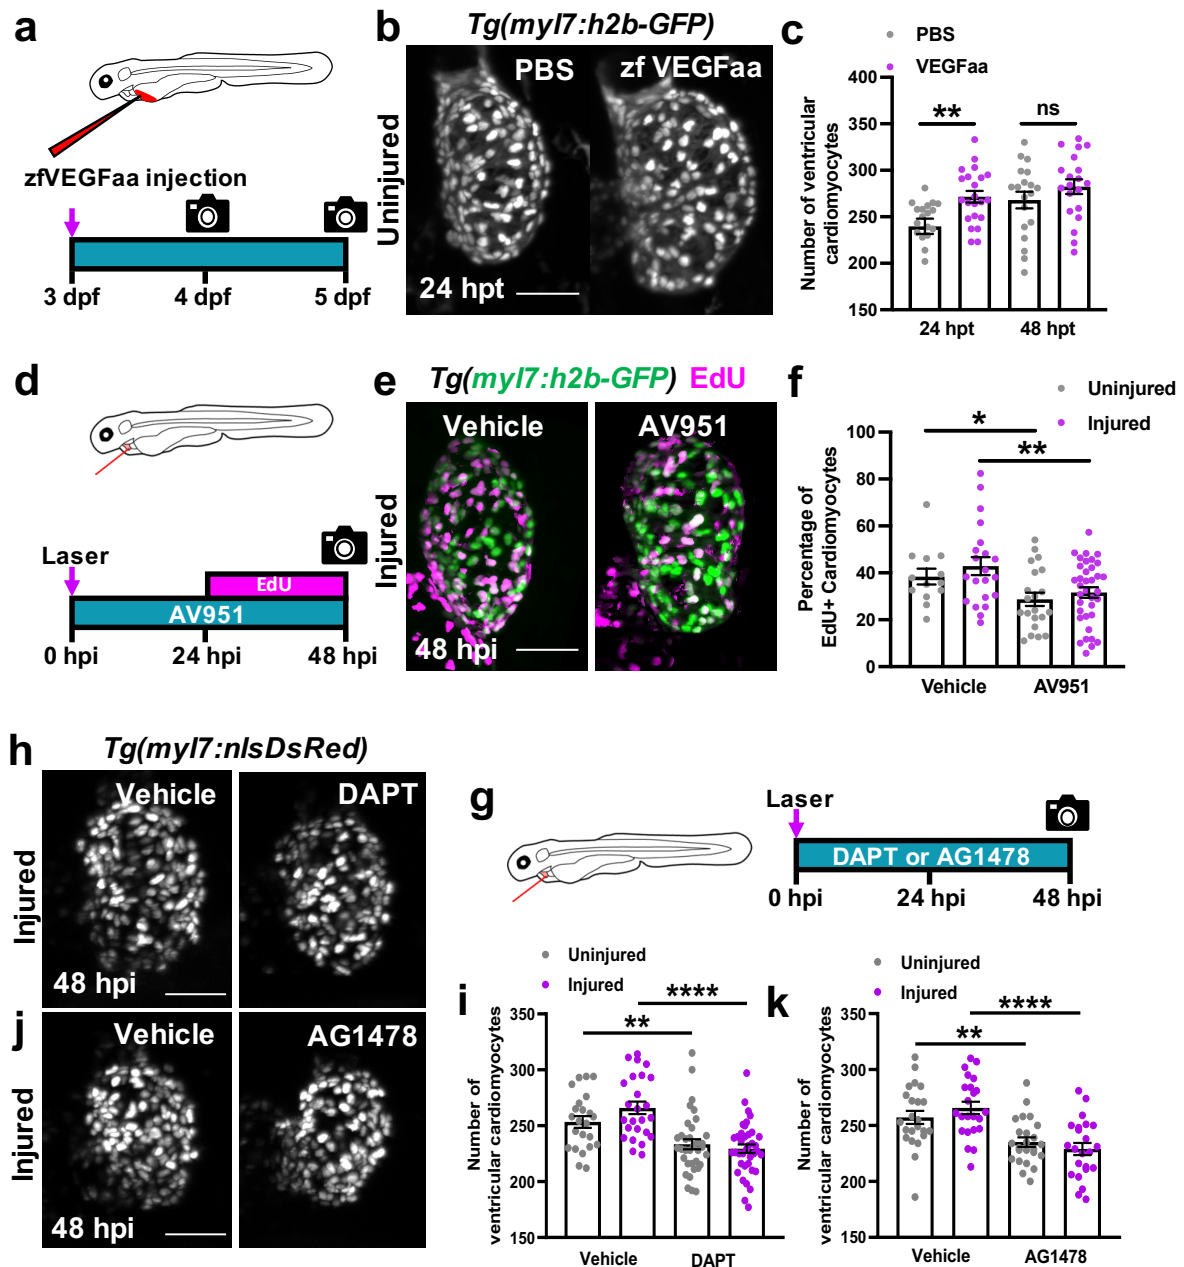 a
zfVEGFaa injection
3 dpf
4 dpf
5 dpf
b
Tg(myl7:h2b-GFP)
Uninjured
PBS
zf VEGFaa
24 hpt
c
PBS
VEGFaa
Number of ventricular
cardiomyocytes
400
350
300
250
200
150
**
ns
24 hpt
48 hpt
d
Laser
EdU
AV951
0 hpi
24 hpi
48 hpi
e
Tg(myl7:h2b-GFP) EdU
Injured
Vehicle
AV951
48 hpi
f
Uninjured
Injured
Percentage of
EdU+ Cardiomyocytes
100
80
60
40
20
0
*
**
Vehicle
AV951
h
Tg(myl7:nlsDsRed)
Injured
Vehicle
DAPT
48 hpi
j
Injured
Vehicle
AG1478
48 hpi
g
Laser
DAPT or AG1478
0 hpi
24 hpi
48 hpi
i
Uninjured
Injured
Number of
ventricular cardiomyocytes
350
300
250
200
150
**
****
Vehicle
DAPT
k
Uninjured
Injured
Number of
ventricular cardiomyocytes
350
300
250
200
150
**
****
Vehicle
AG1478